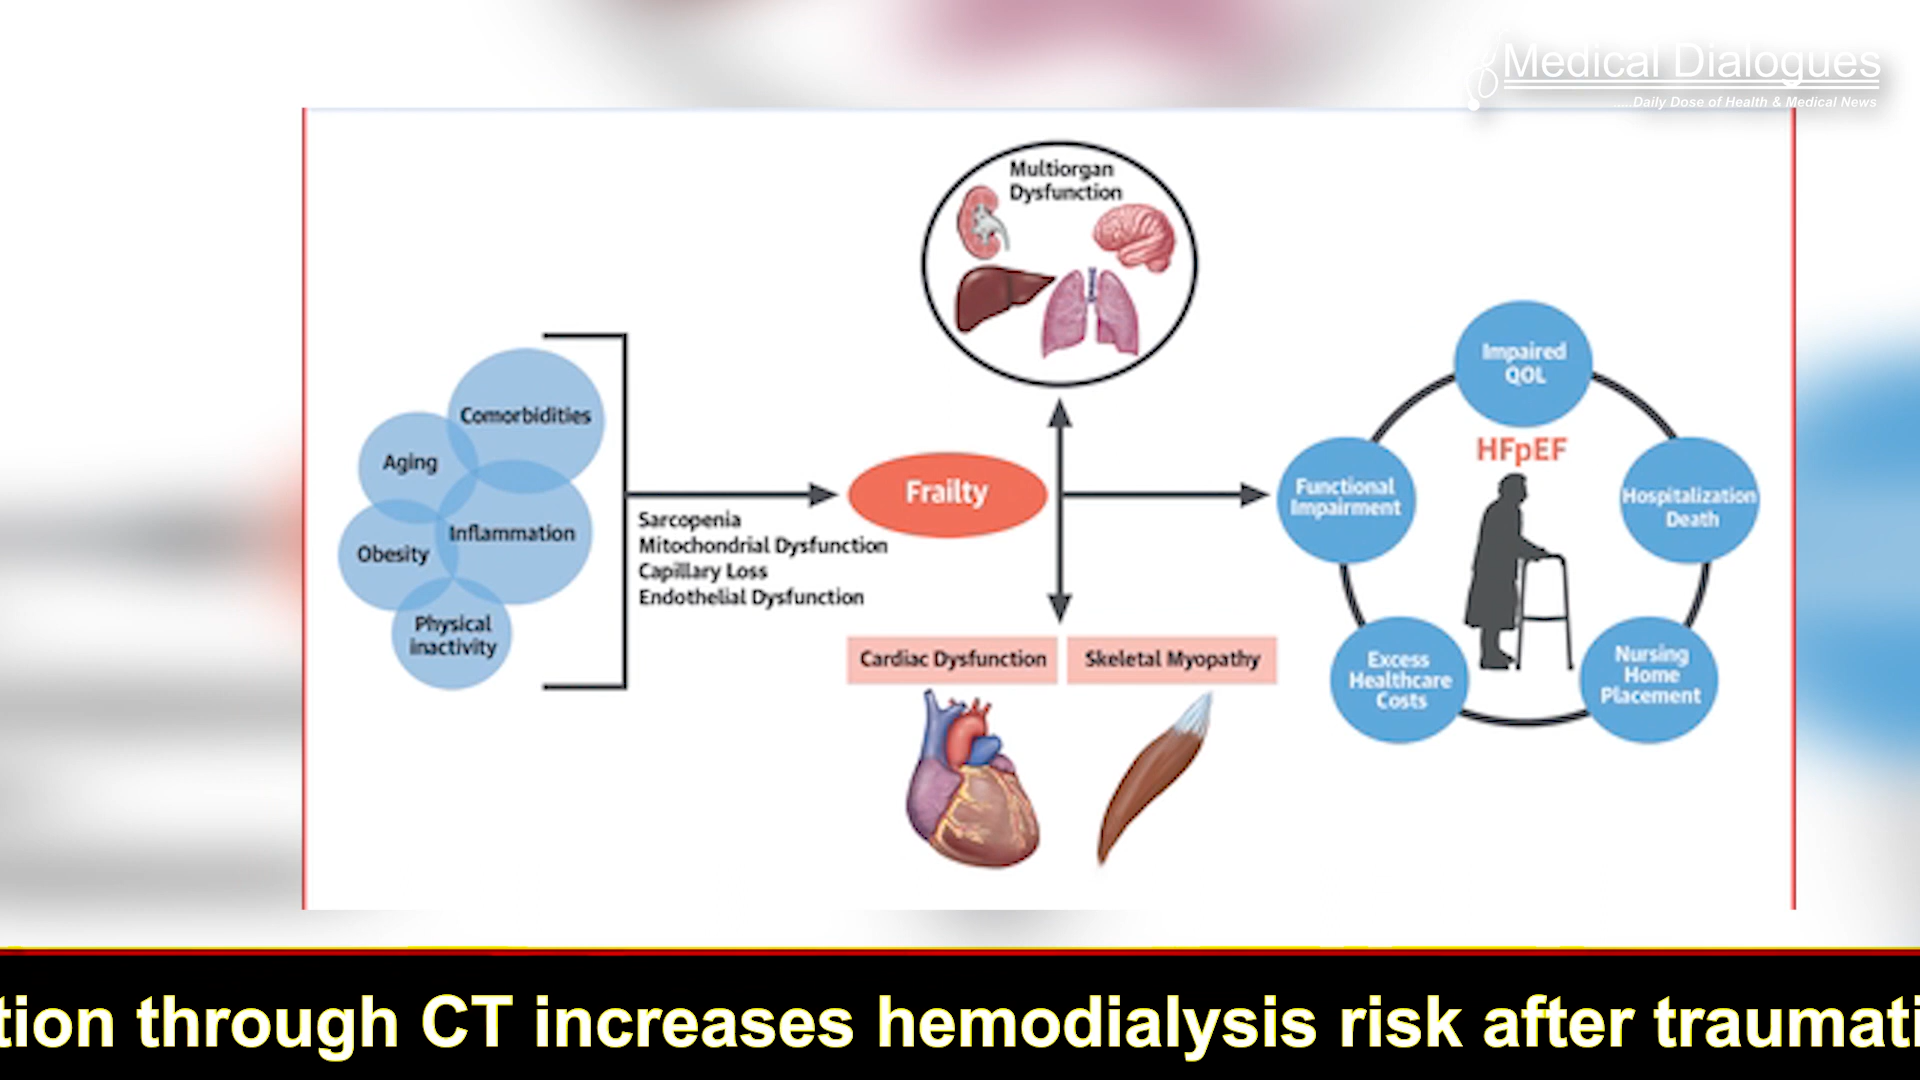 Medical Dialogues
.....Daily Dose of Health & Medical News
Multiorgan
Dysfunction
Comorbidities
Aging
Inflammation
Obesity
Physical
inactivity
Sarcopenia
Mitochondrial Dysfunction
Capillary Loss
Endothelial Dysfunction
Frailty
Cardiac Dysfunction
Skeletal Myopathy
Impaired
QOL
HFpEF
Functional
Impairment
Hospitalization
Death
Excess
Healthcare
Costs
Nursing
Home
Placement
tion through CT increases hemodialysis risk after traumati